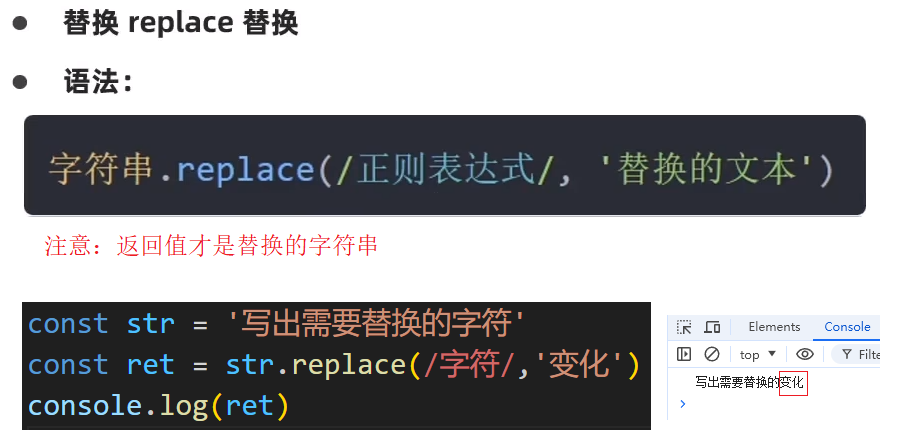 替换 replace 替换
语法：
字符串.replace(/正则表达式/, '替换的文本')
注意：返回值才是替换的字符串
const str = '写出需要替换的字符'
const ret = str.replace(/字符/,'变化')
console.log(ret)
Elements Console
top Filte
写出需要替换的变化